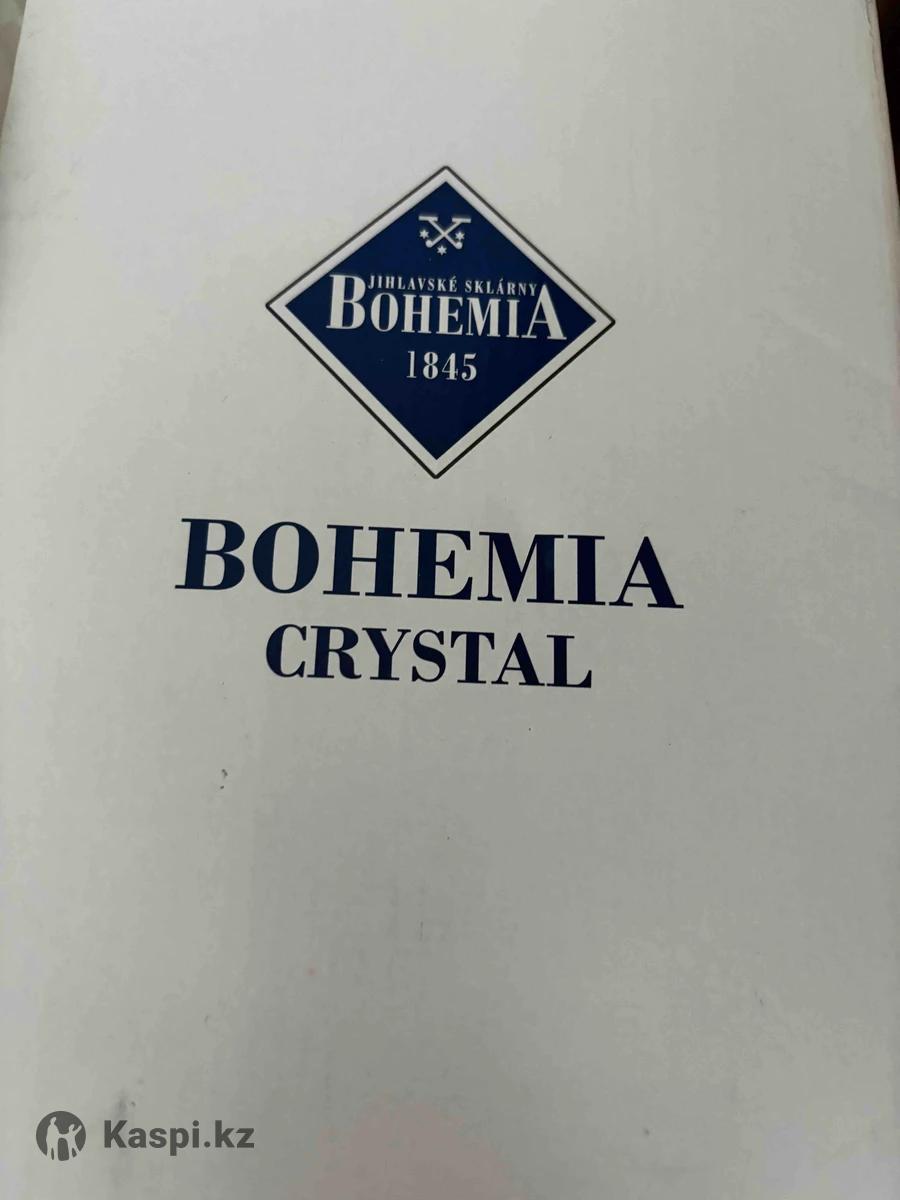 JIHLAVSKÉ SKLÁRNY
BOHEMIA
1845
BOHEMIA
CRYSTAL
Kaspi.kz